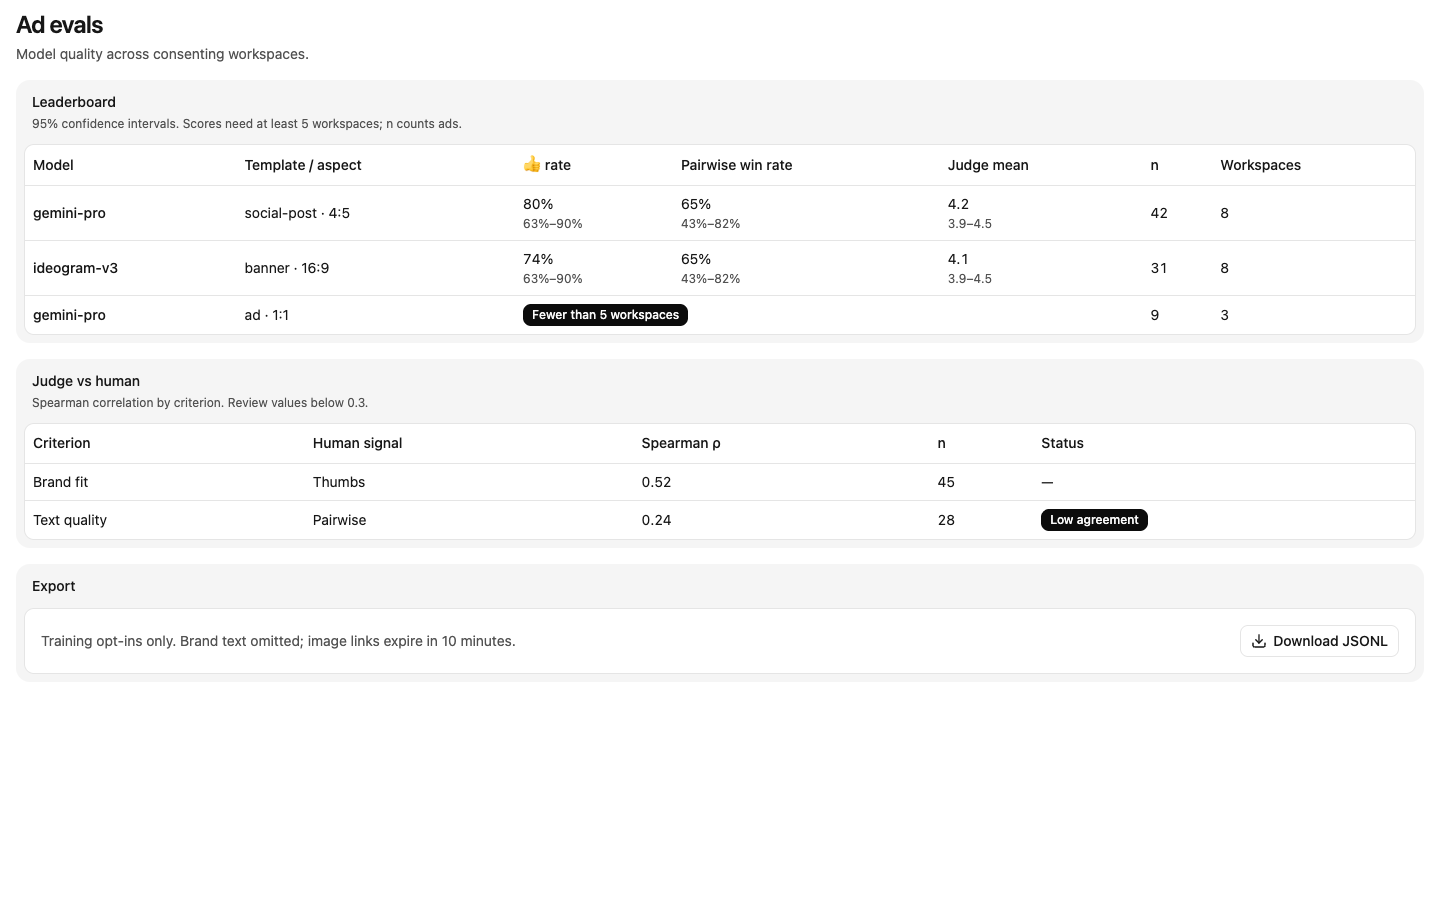 Ad evals
Model quality across consenting workspaces.
Leaderboard
95% confidence intervals. Scores need at least 5 workspaces; n counts ads.
Model Template / aspect 👍 rate Pairwise win rate Judge mean n Workspaces
gemini-pro social-post · 4:5 80% 65% 4.2 42 8
63%–90% 43%–82% 3.9–4.5
ideogram-v3 banner · 16:9 74% 65% 4.1 31 8
63%–90% 43%–82% 3.9–4.5
gemini-pro ad · 1:1 Fewer than 5 workspaces 9 3
Judge vs human
Spearman correlation by criterion. Review values below 0.3.
Criterion Human signal Spearman ρ n Status
Brand fit Thumbs 0.52 45 —
Text quality Pairwise 0.24 28 Low agreement
Export
Training opt-ins only. Brand text omitted; image links expire in 10 minutes. Download JSONL